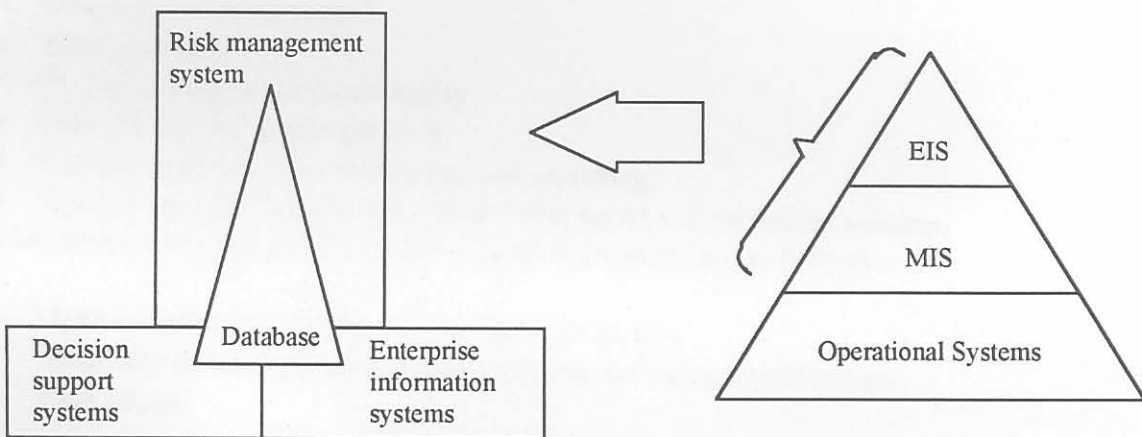 Risk management
system
Database
Decision
support
systems
Enterprise
information
systems
EIS
MIS
Operational Systems